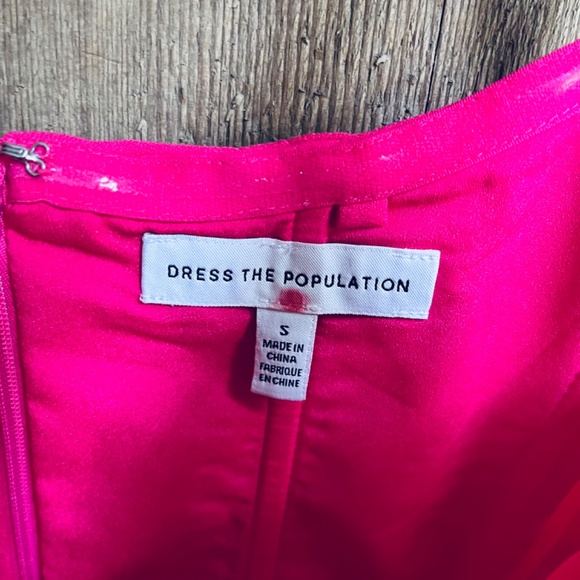 DRESS THE POPULATION
S
MADE IN
CHINA
FABRIQUE
EN CHINE